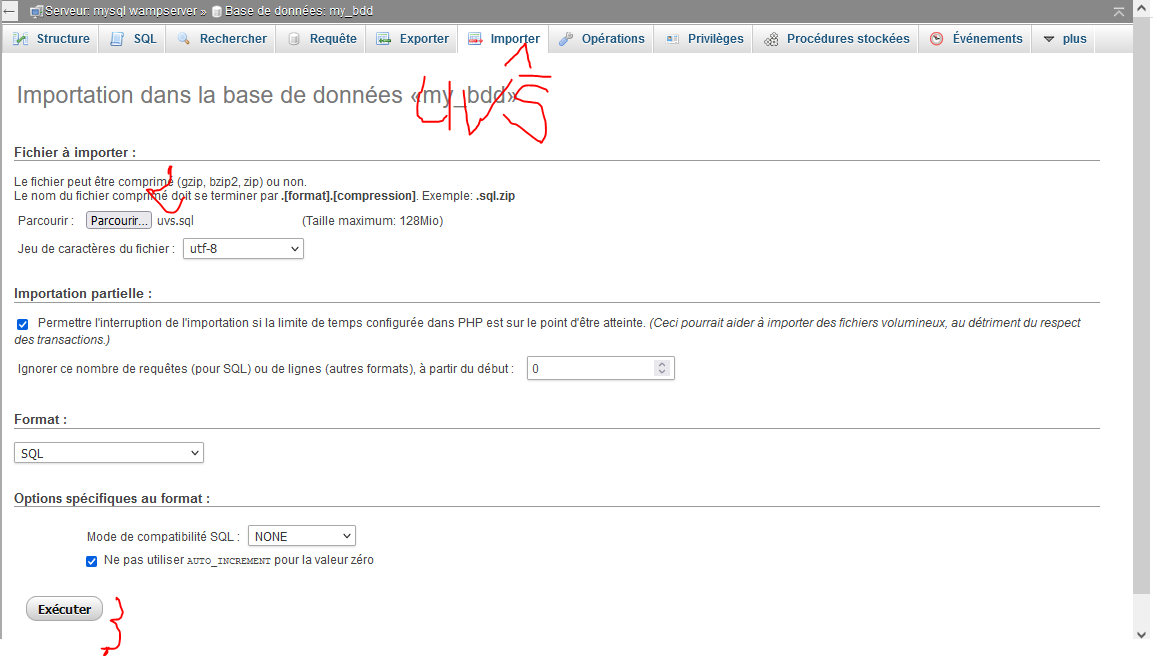 Serveur: mysql wampserver » Base de données: my_bdd
Structure SQL Rechercher Requête Exporter Importer Opérations Privilèges Procédures stockées Événements plus
Importation dans la base de données «my_bdd»
Fichier à importer :
Le fichier peut être comprimé (gzip, bzip2, zip) ou non.
Le nom du fichier comprimé doit se terminer par .[format].[compression]. Exemple: .sql.zip
Parcourir : Parcourir... uvs.sql (Taille maximum: 128Mio)
Jeu de caractères du fichier : utf-8
Importation partielle :
Permettre l'interruption de l'importation si la limite de temps configurée dans PHP est sur le point d'être atteinte. (Ceci pourrait aider à importer des fichiers volumineux, au détriment du respect
des transactions.)
Ignorer ce nombre de requêtes (pour SQL) ou de lignes (autres formats), à partir du début : 0
Format :
SQL
Options spécifiques au format :
Mode de compatibilité SQL : NONE
Ne pas utiliser AUTO_INCREMENT pour la valeur zéro
Exécuter 3